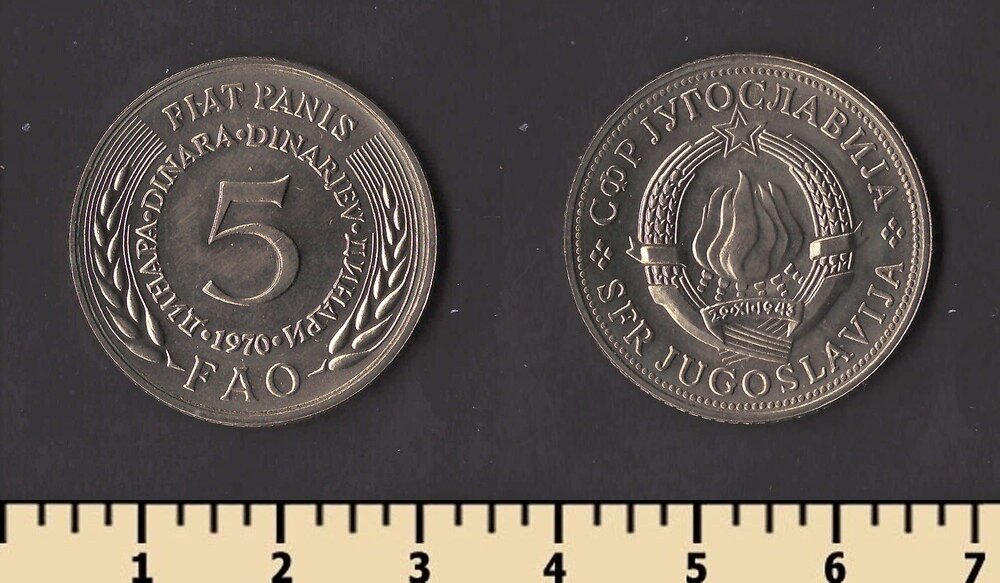 FIAT PANIS
ДИНАРА·DINARA·DINARJEV·ДИНАРИ
5
·1970·
FAO
СФР ЈУГОСЛАВИЈА
29·XI·1943
SFR JUGOSLAVIJA
1 2 3 4 5 6 7